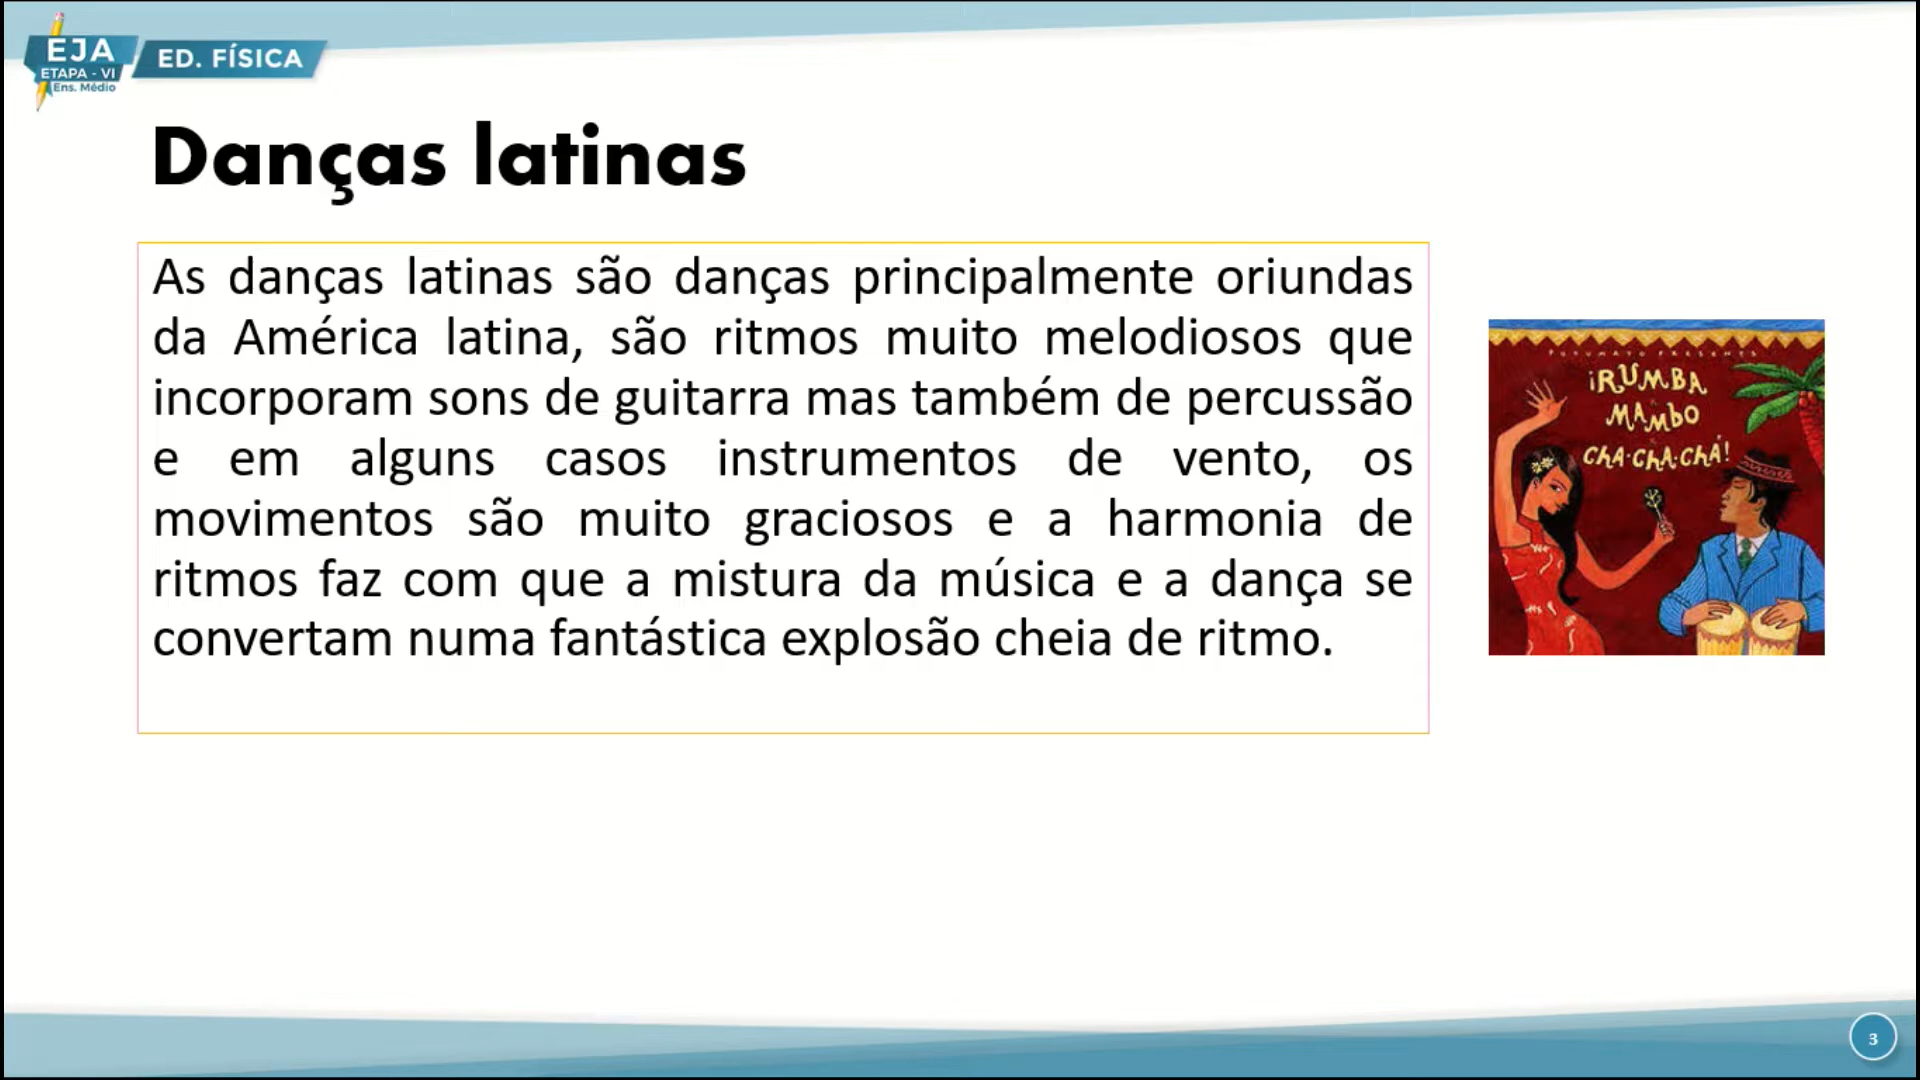 EJA
ETAPA - VI
Ens. Médio
ED. FÍSICA
Danças latinas
As danças latinas são danças principalmente oriundas
da América latina, são ritmos muito melodiosos que
incorporam sons de guitarra mas também de percussão
e em alguns casos instrumentos de vento, os
movimentos são muito graciosos e a harmonia de
ritmos faz com que a mistura da música e a dança se
convertam numa fantástica explosão cheia de ritmo.
PUTUMAYO PRESENTS
¡RUMBA
MAMBO
CHA·CHA·CHÁ!
3